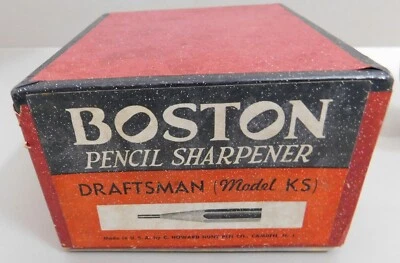 BOSTON
PENCIL SHARPENER
DRAFTSMAN (Model KS)
Made in U.S.A. by C. HOWARD HUNT PEN CO., CAMDEN, N. J.